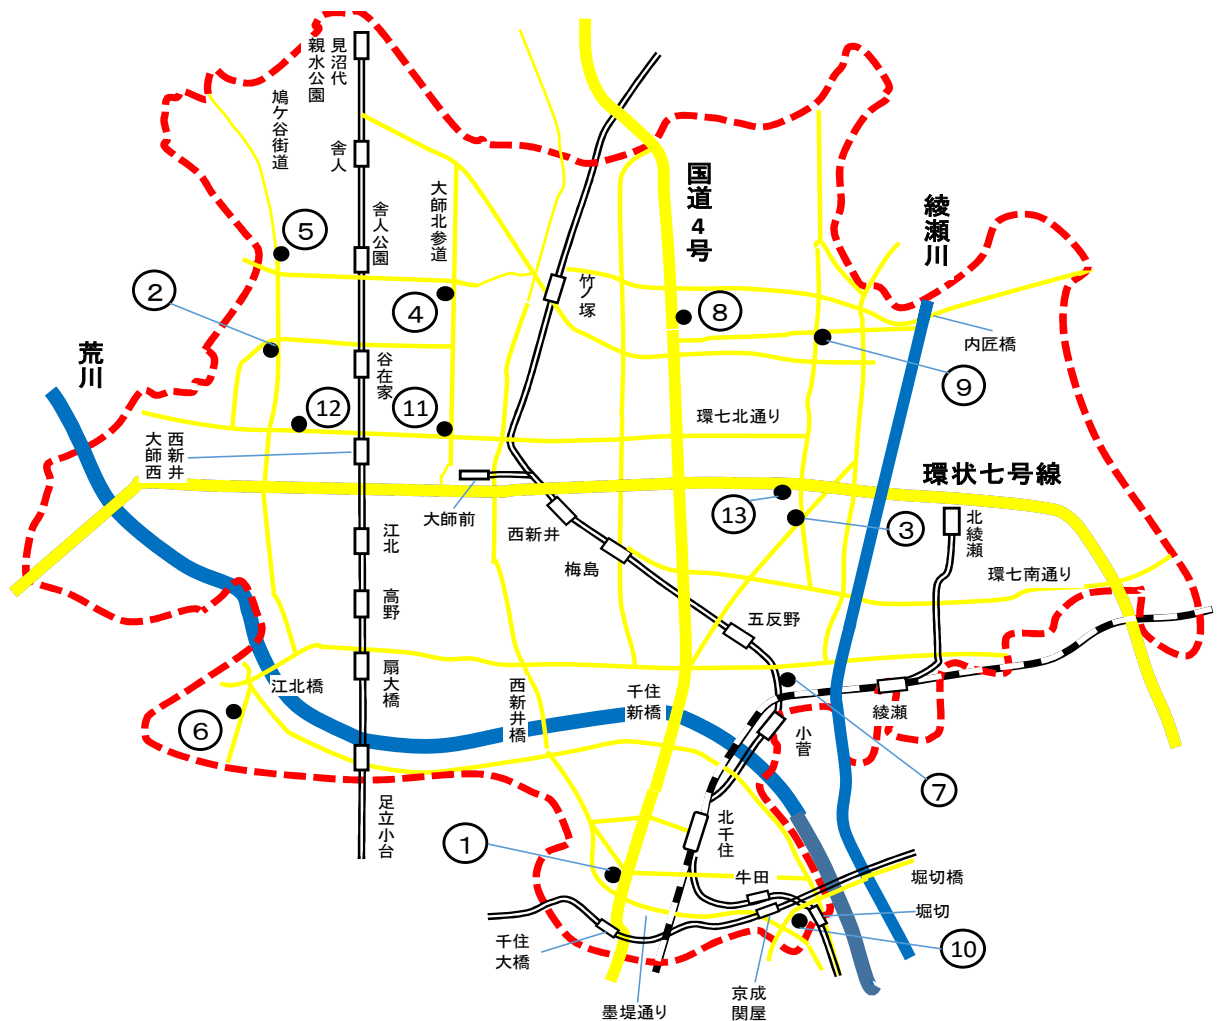 見沼代
親水公園
鳩ケ谷街道
舎人
大師北参道
舎人公園
国道4号
綾瀬川
⑤
②
④
竹ノ塚
⑧
内匠橋
⑨
荒川
谷在家
⑫
⑪
環七北通り
西新井
大師西
環状七号線
大師前
西新井
⑬
③
北綾瀬
江北
梅島
環七南通り
高野
五反野
扇大橋
江北橋
西新井橋
千住
新橋
綾瀬
小菅
⑥
⑦
足立小台
北千住
①
牛田
堀切橋
堀切
千住
大橋
⑩
京成
関屋
墨堤通り